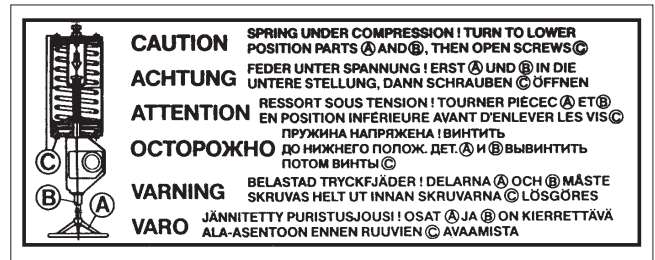 CAUTION SPRING UNDER COMPRESSION ! TURN TO LOWER
POSITION PARTS Ⓐ AND Ⓑ, THEN OPEN SCREWS Ⓒ
ACHTUNG FEDER UNTER SPANNUNG ! ERST Ⓐ UND Ⓑ IN DIE
UNTERE STELLUNG, DANN SCHRAUBEN Ⓒ ÖFFNEN
ATTENTION RESSORT SOUS TENSION ! TOURNER PIÉCEC Ⓐ ET Ⓑ
EN POSITION INFÉRIEURE AVANT D'ENLEVER LES VIS Ⓒ
ОСТОРОЖНО ПРУЖИНА НАПРЯЖЕНА ! ВИНТИТЬ
ДО НИЖНЕГО ПОЛОЖ. ДЕТ. Ⓐ И Ⓑ ВЫВИНТИТЬ
ПОТОМ ВИНТЫ Ⓒ
VARNING BELASTAD TRYCKFJÄDER ! DELARNA Ⓐ OCH Ⓑ MÅSTE
SKRUVAS HELT UT INNAN SKRUVARNA Ⓒ LÖSGÖRES
VARO JÄNNITETTY PURISTUSJOUSI ! OSAT Ⓐ JA Ⓑ ON KIERRETTÄVÄ
ALA-ASENTOON ENNEN RUUVIEN Ⓒ AVAAMISTA
Ⓒ
Ⓑ
Ⓐ